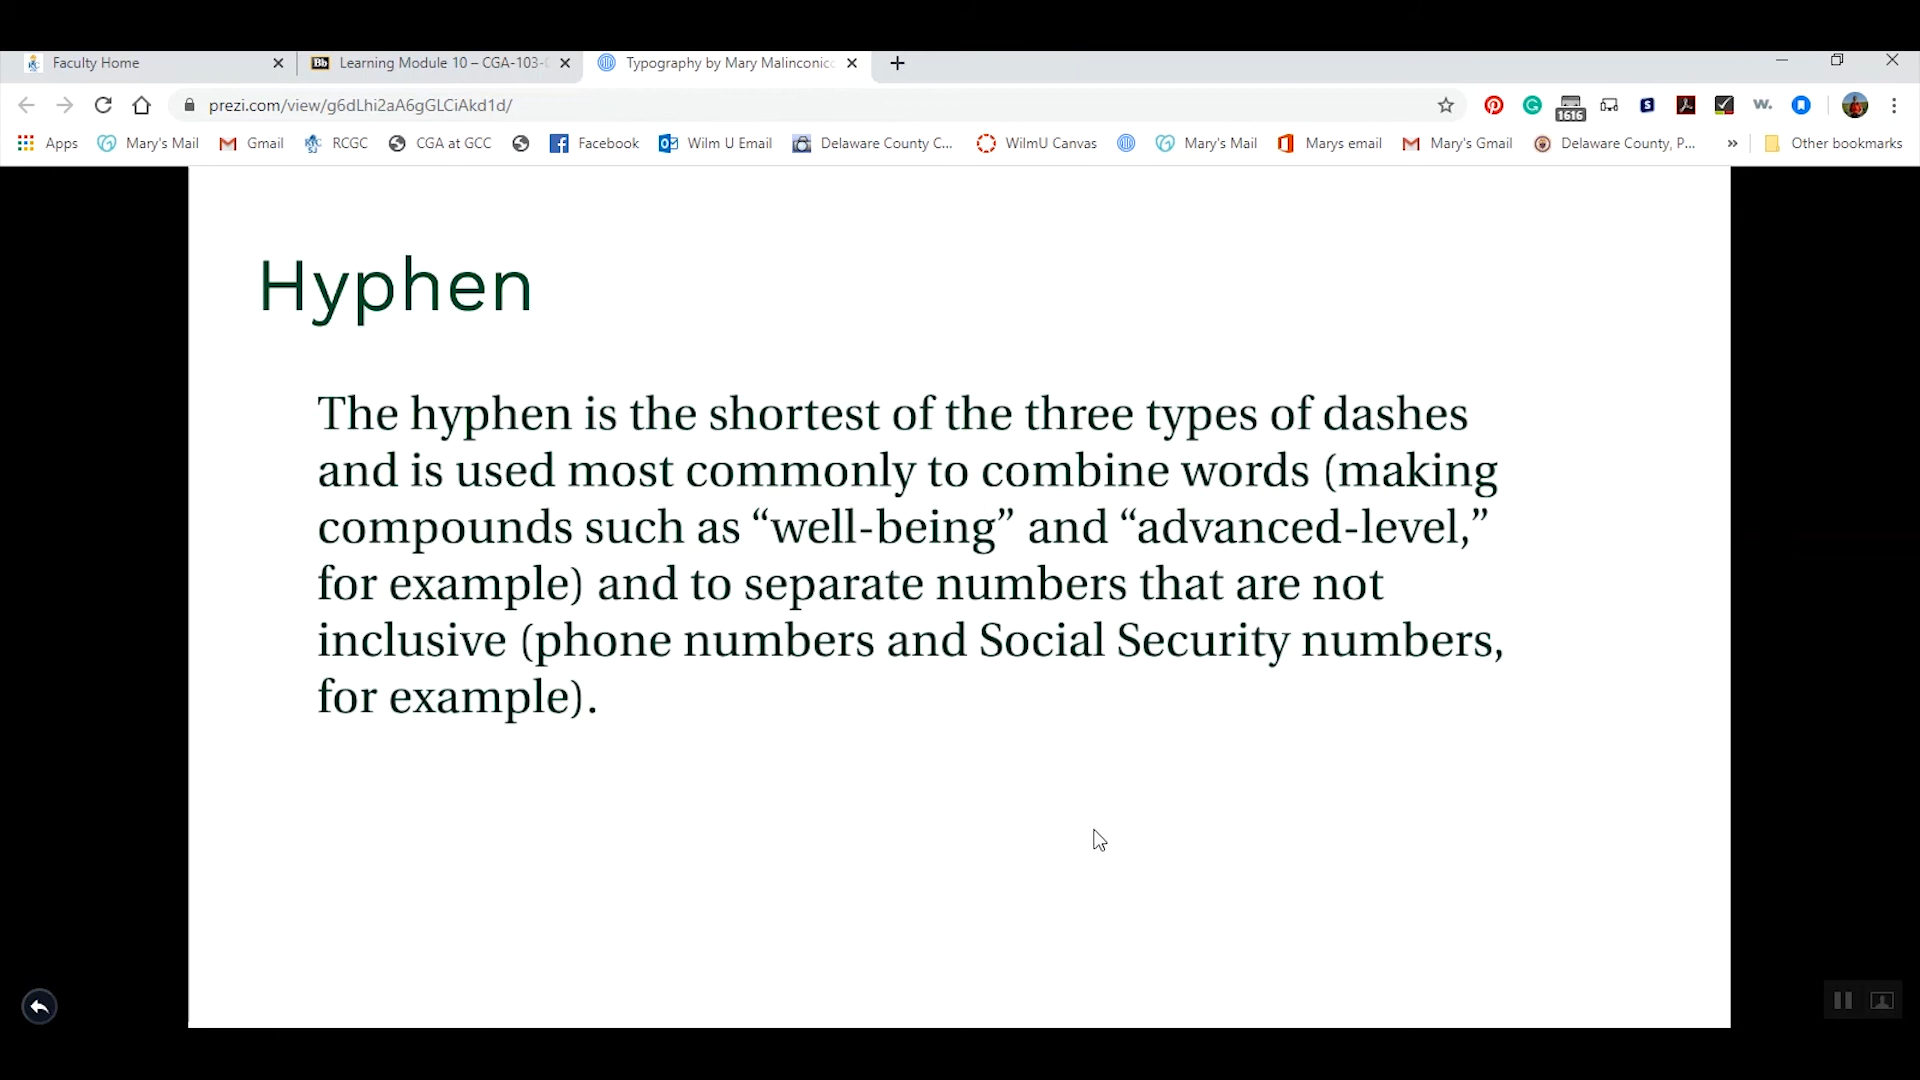 Faculty Home
Bb Learning Module 10 – CGA-103-
Typography by Mary Malinconic
prezi.com/view/g6dLhi2aA6gGLCiAkd1d/
1616
w.
Apps Mary's Mail Gmail RCGC CGA at GCC Facebook Wilm U Email Delaware County C... WilmU Canvas Mary's Mail Marys email Mary's Gmail Delaware County, P... » Other bookmarks
Hyphen
The hyphen is the shortest of the three types of dashes
and is used most commonly to combine words (making
compounds such as “well-being” and “advanced-level,”
for example) and to separate numbers that are not
inclusive (phone numbers and Social Security numbers,
for example).